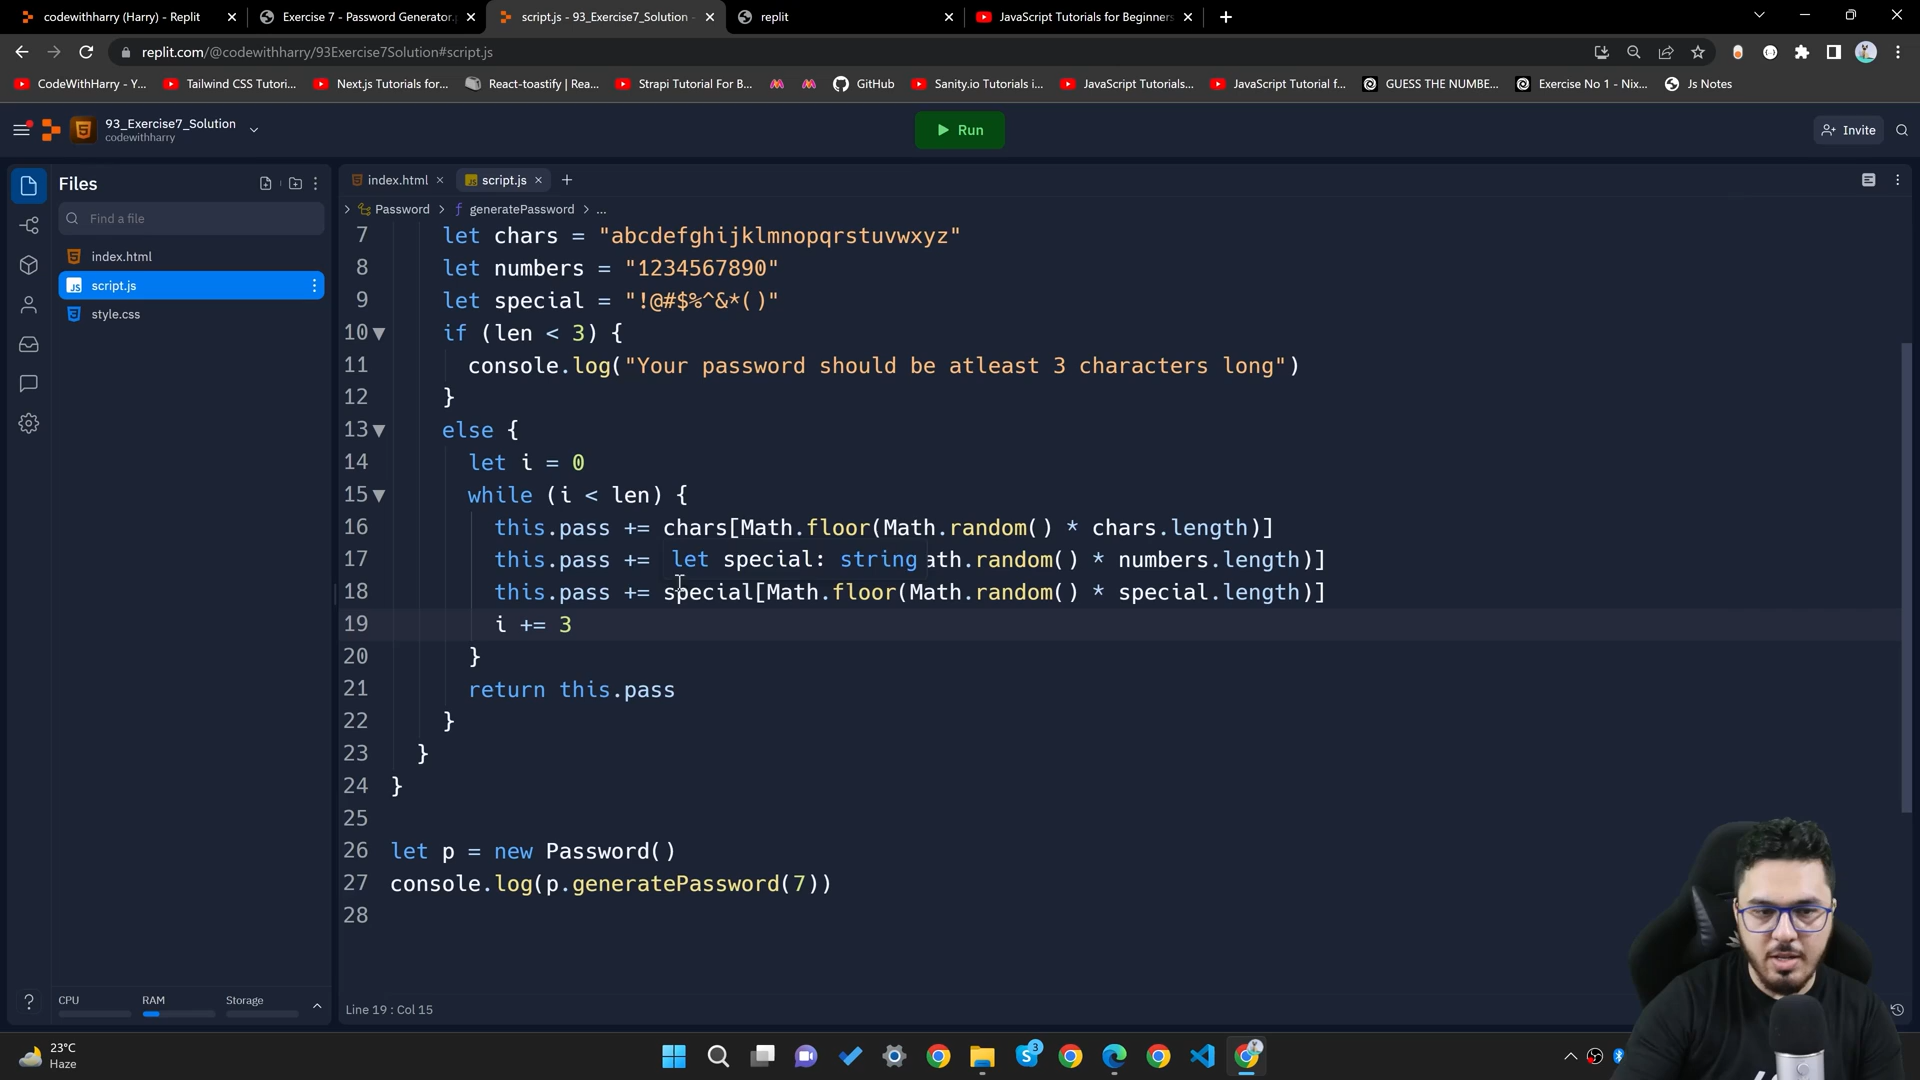 codewithharry (Harry) - Replit
Exercise 7 - Password Generator.p
script.js - 93_Exercise7_Solution -
replit
JavaScript Tutorials for Beginners
replit.com/@codewithharry/93Exercise7Solution#script.js
CodeWithHarry - Y...
Tailwind CSS Tutori...
Next.js Tutorials for...
React-toastify | Rea...
Strapi Tutorial For B...
GitHub
Sanity.io Tutorials i...
JavaScript Tutorials...
JavaScript Tutorial f...
GUESS THE NUMBE...
Exercise No 1 - Nix...
Js Notes
93_Exercise7_Solution
codewithharry
Run
Invite
Files
Find a file
index.html
script.js
style.css
index.html
script.js
Password > f generatePassword > ...
7 let chars = "abcdefghijklmnopqrstuvwxyz"
8 let numbers = "1234567890"
9 let special = "!@#$%^&*()"
10 if (len < 3) {
11 console.log("Your password should be atleast 3 characters long")
12 }
13 else {
14 let i = 0
15 while (i < len) {
16 this.pass += chars[Math.floor(Math.random() * chars.length)]
17 this.pass += let special: string ath.random() * numbers.length)]
18 this.pass += special[Math.floor(Math.random() * special.length)]
19 i += 3
20 }
21 return this.pass
22 }
23 }
24 }
25
26 let p = new Password()
27 console.log(p.generatePassword(7))
28
CPU
RAM
Storage
Line 19 : Col 15
23°C
Haze
3